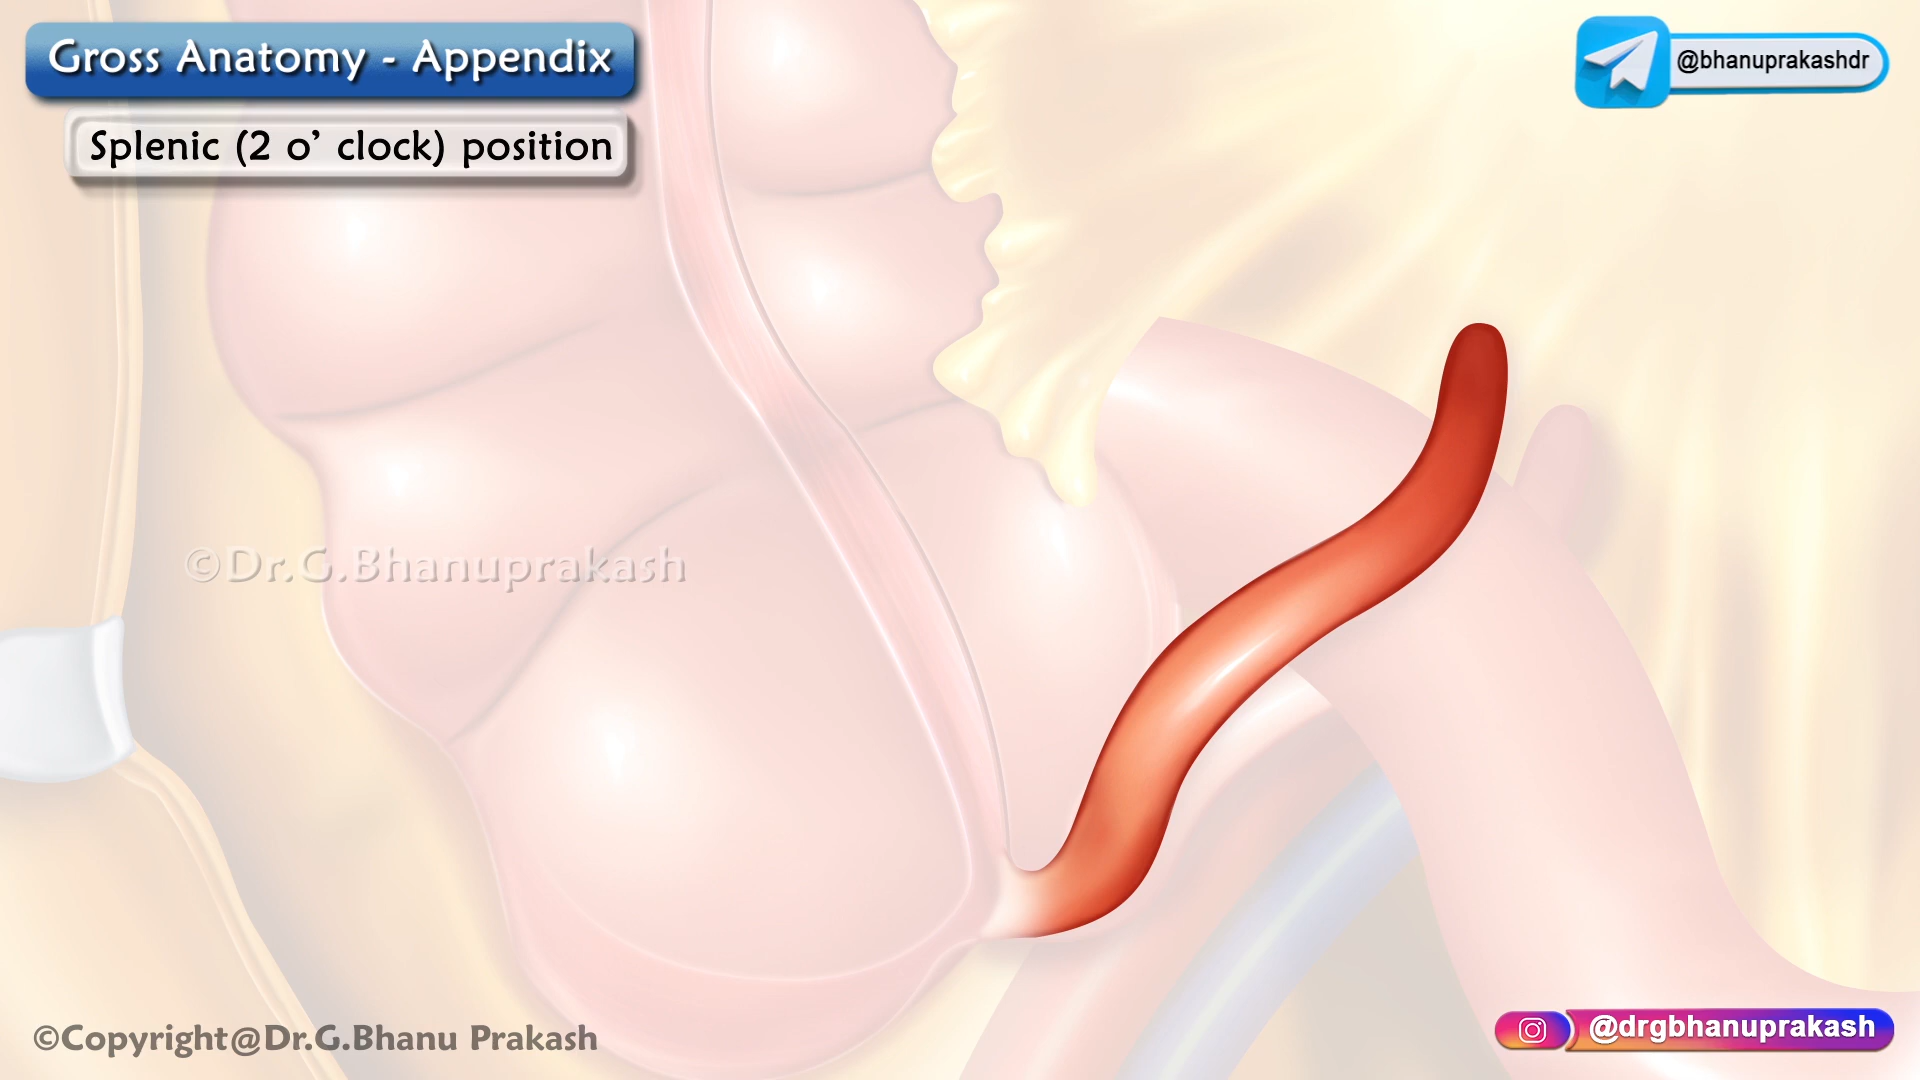 Gross Anatomy - Appendix
@bhanuprakashdr
Splenic (2 o' clock) position
©Dr.G.Bhanuprakash
©Copyright@Dr.G.Bhanu Prakash
@drgbhanuprakash